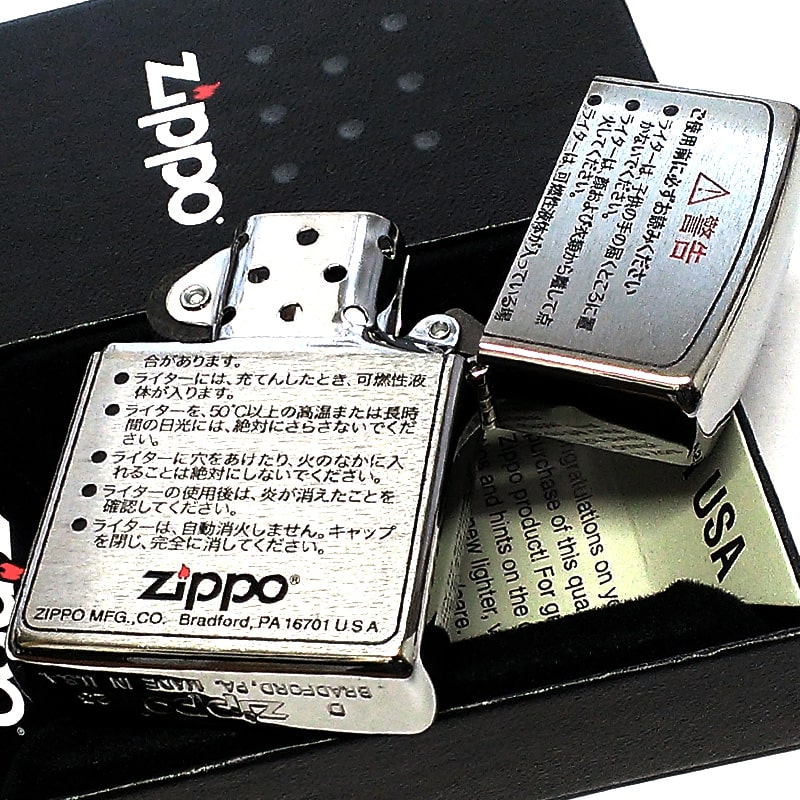 zippo
ご使用前に必ずお読みください
警告
●ライターは、子供の手の届くところに置
かないでください。
●ライターは、顔および衣服から離して点
火してください。
●ライターは、可燃性液体が入っている場
合があります。
●ライターには、充てんしたとき、可燃性液
体が入ります。
●ライターを、50℃以上の高温または長時
間の日光には、絶対にさらさないでくだ
さい。
●ライターに穴をあけたり、火のなかに入
れることは絶対にしないでください。
●ライターの使用後は、炎が消えたことを
確認してください。
●ライターは、自動消火しません。キャップ
を閉じ、完全に消してください。
zippo®
ZIPPO MFG.,CO. Bradford, PA 16701 U S A
D
BRADFORD, PA. MADE IN U.S.A.
Zippo
USA
ongratulations on yo
purchase of this qua
Zippo product! For gr
s and hints on the
new lighter, v
date.
zippo